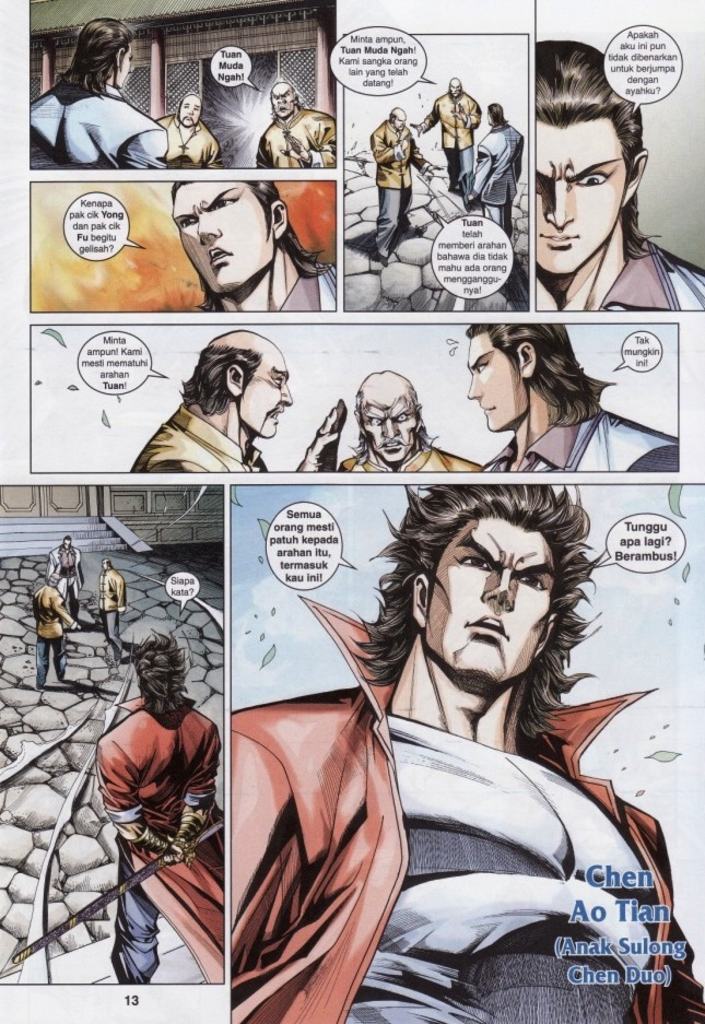 Tuan
Muda
Ngah!
Minta ampun,
Tuan Muda Ngah!
Kami sangka orang
lain yang telah
datang!
Apakah
aku ini pun
tidak dibenarkan
untuk berjumpa
dengan
ayahku?
Kenapa
pak cik Yong
dan pak cik
Fu begitu
gelisah?
Tuan
telah
memberi arahan
bahawa dia tidak
mahu ada orang
mengganggu-
nya!
Minta
ampun! Kami
mesti mematuhi
arahan
Tuan!
Tak
mungkin
ini!
Siapa
kata?
Semua
orang mesti
patuh kepada
arahan itu,
termasuk
kau ini!
Tunggu
apa lagi?
Berambus!
Chen
Ao Tian
(Anak Sulong
Chen Duo)
13